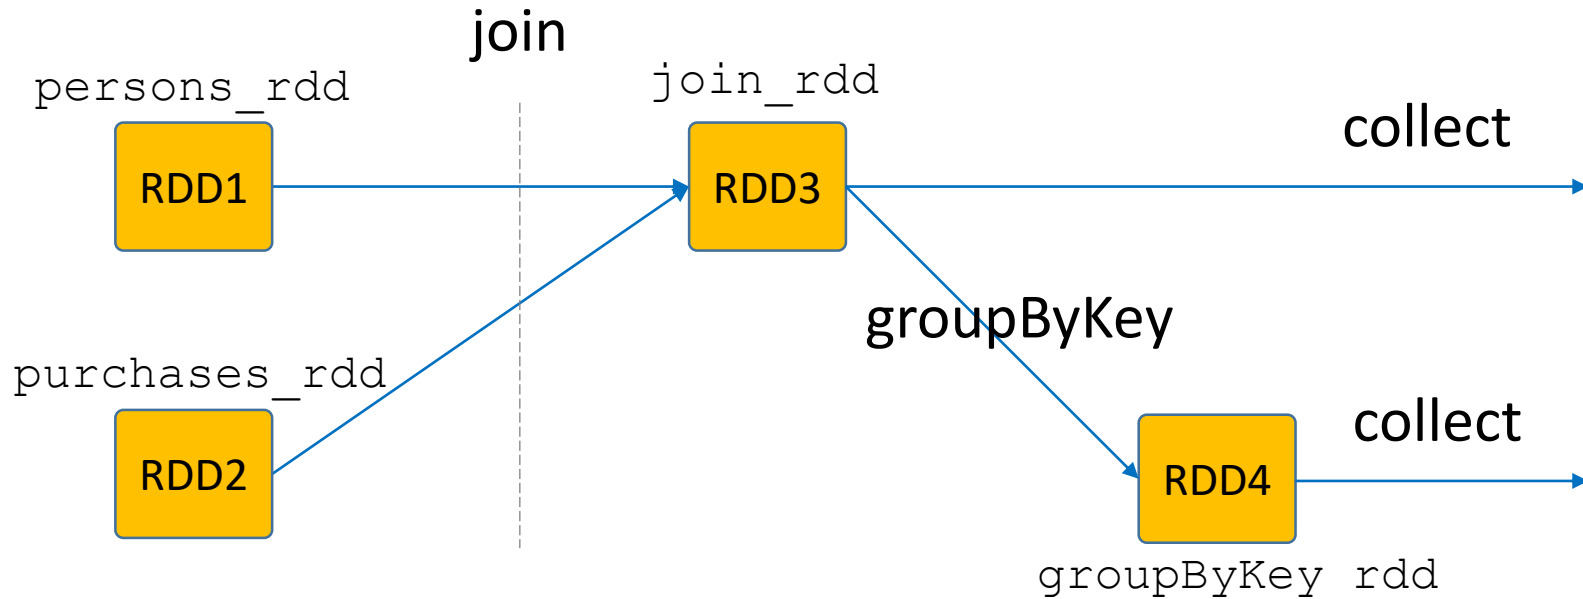 join
persons_rdd
join_rdd
RDD1
RDD3
collect
groupByKey
purchases_rdd
RDD2
RDD4
collect
groupByKey rdd